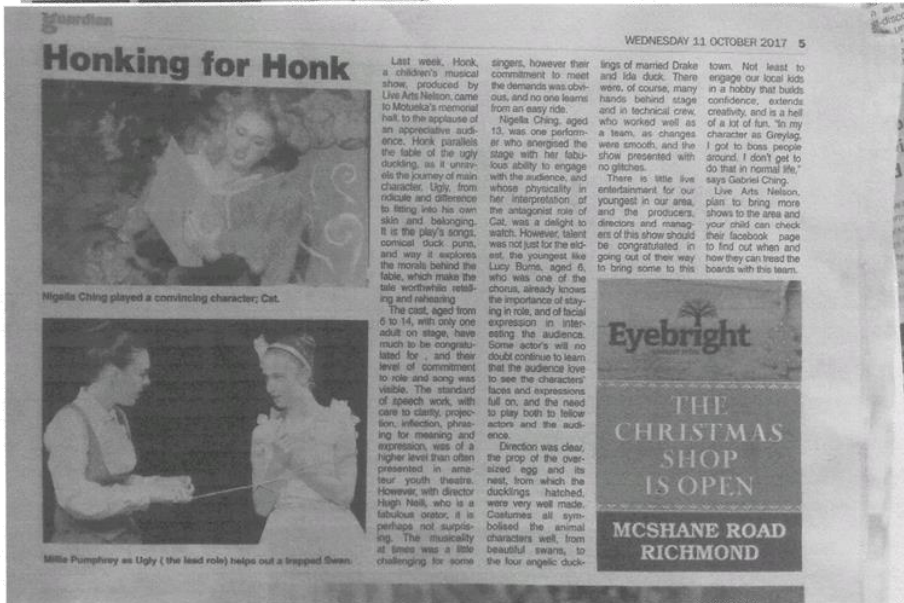 guardian
WEDNESDAY 11 OCTOBER 2017 5
Honking for Honk
Nigella Ching played a convincing character; Cat.
Millie Pumphrey as Ugly ( the lead role) helps out a trapped Swan.
Last week, Honk,
a children's musical
show, produced by
Live Arts Nelson, came
to Motueka's memorial
hall, to the applause of
an appreciative audi-
ence. Honk parallels
the fable of the ugly
duckling, as it unrav-
els the journey of main
character, Ugly, from
ridicule and difference
to fitting into his own
skin and belonging.
It is the play's songs,
comical duck puns,
and way it explores
the morals behind the
fable, which make the
tale worthwhile retell-
ing and rehearing
The cast, aged from
6 to 14, with only one
adult on stage, have
much to be congratu-
lated for , and their
level of commitment
to role and song was
visible. The standard
of speech work, with
care to clarity, projec-
tion, inflection, phras-
ing for meaning and
expression, was of a
higher level than often
presented in ama-
teur youth theatre.
However, with director
Hugh Neill, who is a
fabulous orator, it is
perhaps not surpris-
ing. The musicality
at times was a little
challenging for some
singers, however their
commitment to meet
the demands was obvi-
ous, and no one learns
from an easy ride.
Nigella Ching, aged
13, was one perform-
er who energised the
stage with her fabu-
lous ability to engage
with the audience, and
whose physicality in
her interpretation of
the antagonist role of
Cat, was a delight to
watch. However, talent
was not just for the eld-
est, the youngest like
Lucy Burns, aged 6,
who was one of the
chorus, already knows
the importance of stay-
ing in role, and of facial
expression in inter-
esting the audience.
Some actor's will no
doubt continue to learn
that the audience love
to see the characters'
faces and expressions
full on, and the need
to play both to fellow
actors and the audi-
ence.
Direction was clear,
the prop of the over-
sized egg and its
nest, from which the
ducklings hatched,
were very well made.
Costumes all sym-
bolised the animal
characters well, from
beautiful swans, to
the four angelic duck-
lings of married Drake
and Ida duck. There
were, of course, many
hands behind stage
and in technical crew,
who worked well as
a team, as changes
were smooth, and the
show presented with
no glitches.
There is little live
entertainment for our
youngest in our area,
and the producers,
directors and manag-
ers of this show should
be congratulated in
going out of their way
to bring some to this
town. Not least to
engage our local kids
in a hobby that builds
confidence, extends
creativity, and is a hell
of a lot of fun. "In my
character as Greylag,
I got to boss people
around. I don't get to
do that in normal life,"
says Gabriel Ching.
Live Arts Nelson,
plan to bring more
shows to the area and
your child can check
their facebook page
to find out when and
how they can tread the
boards with this team.
Eyebright
THE
CHRISTMAS
SHOP
IS OPEN
MCSHANE ROAD
RICHMOND